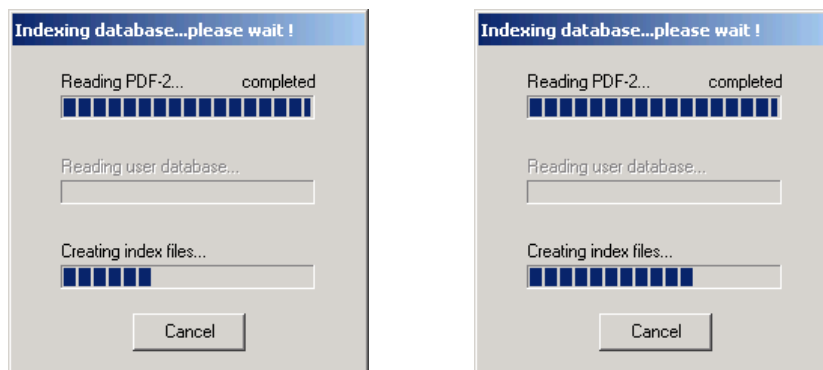 Indexing database...please wait !
Reading PDF-2... completed
Reading user database...
Creating index files...
Cancel
Indexing database...please wait !
Reading PDF-2... completed
Reading user database...
Creating index files...
Cancel